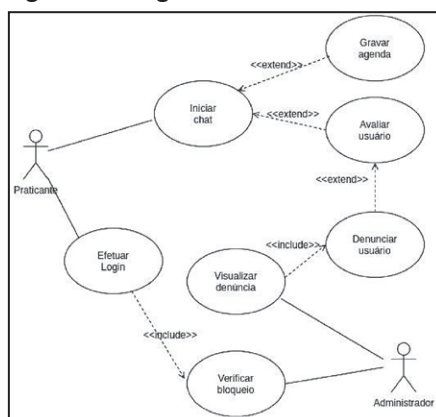 Gravar
agenda
<<extend>>
Iniciar
chat
<<extend>>
Avaliar
usuário
Praticante
<<extend>>
Efetuar
Login
<<include>>
Denunciar
usuário
Visualizar
denúncia
<<include>>
Verificar
bloqueio
Administrador